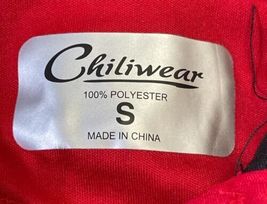 Chiliwear
100% POLYESTER
S
MADE IN CHINA